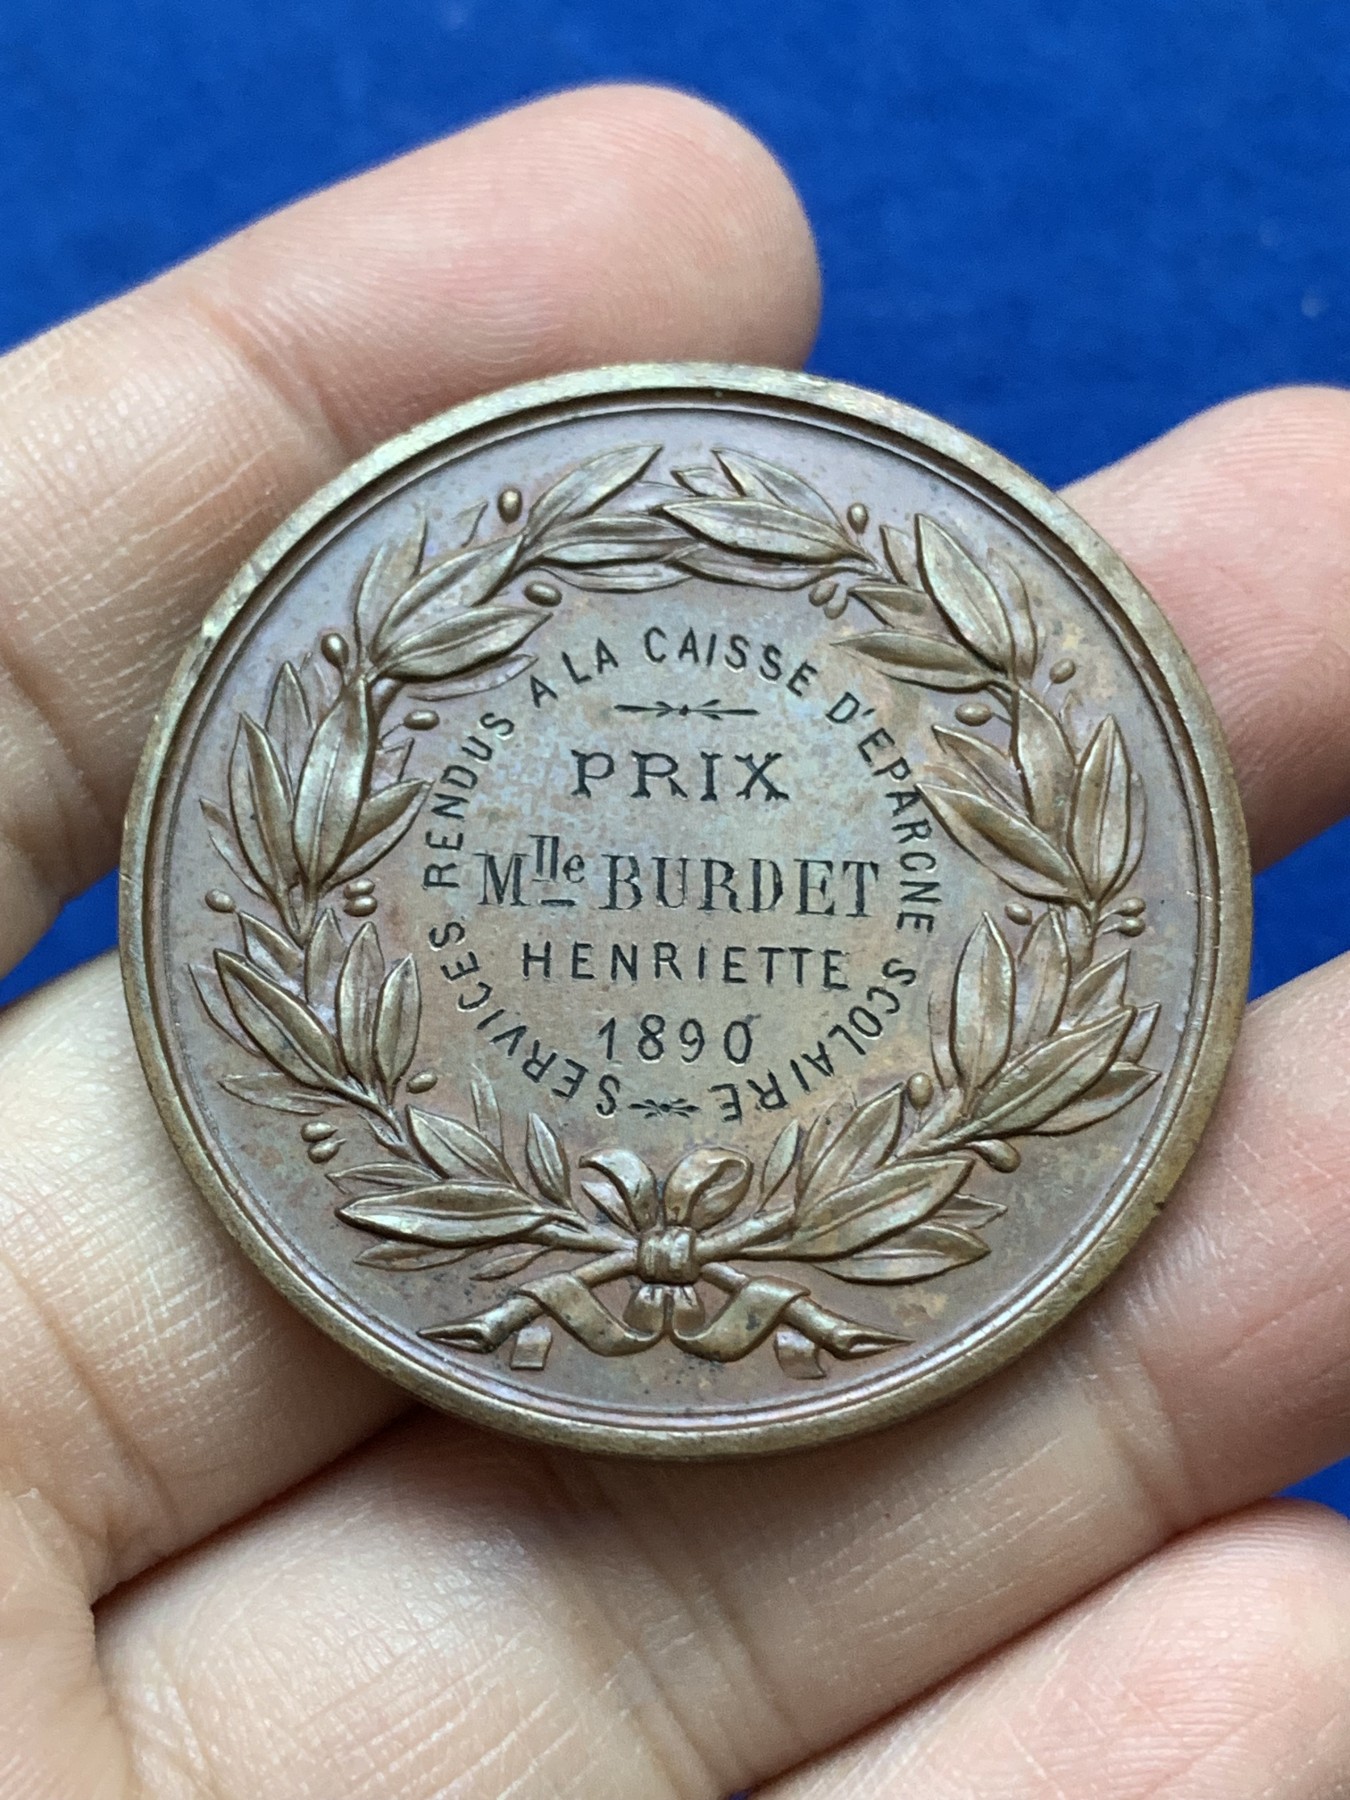 SERVICES RENDUS A LA CAISSE D'EPARGNE SCOLAIRE
PRIX
Mlle BURDET
HENRIETTE
1890